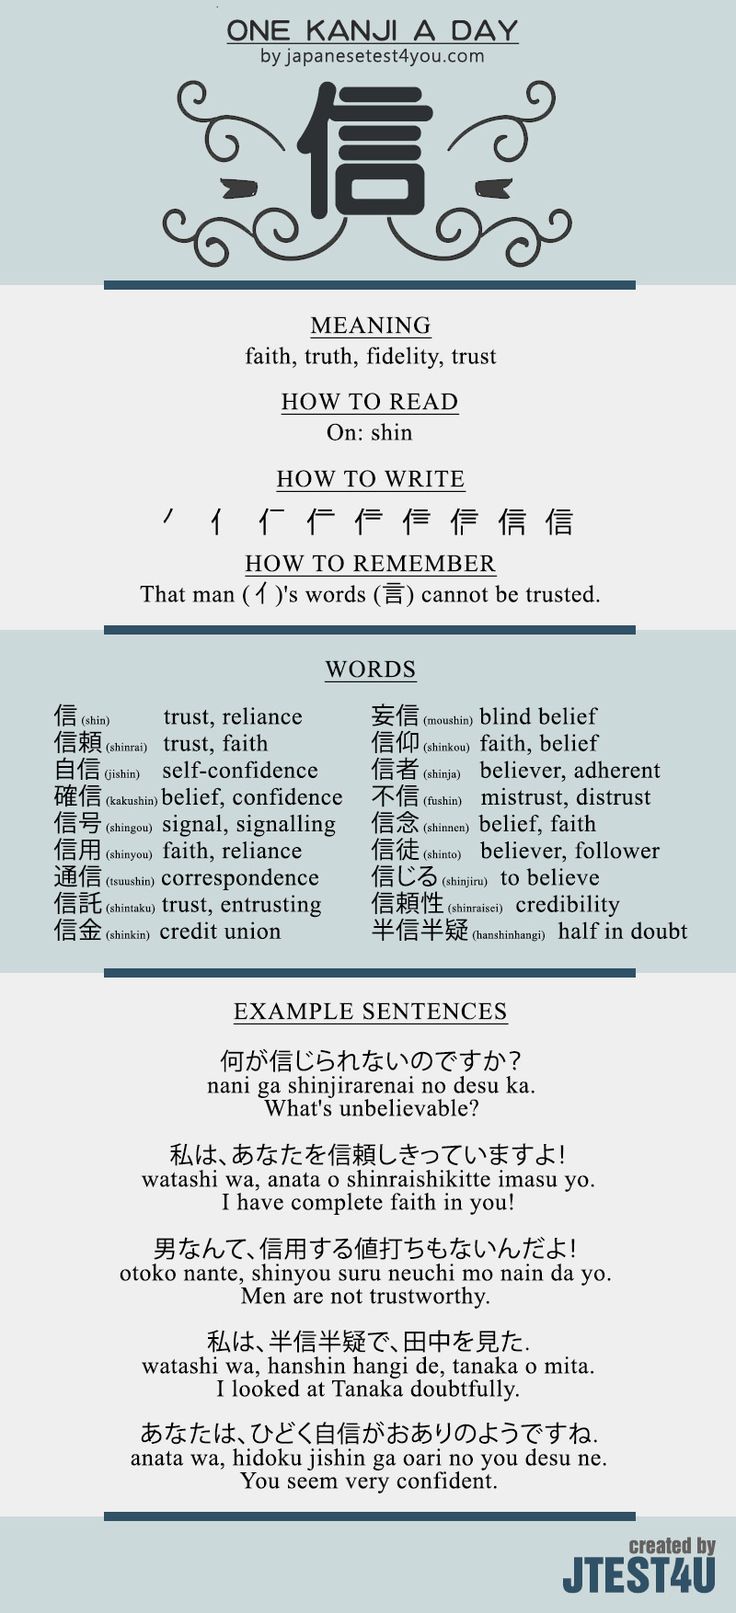 ONE KANJI A DAY
by japanesetest4you.com
信
MEANING
faith, truth, fidelity, trust
HOW TO READ
On: shin
HOW TO WRITE
ノ 亻 信
HOW TO REMEMBER
That man (亻)'s words (言) cannot be trusted.
WORDS
信 (shin) trust, reliance
信頼 (shinrai) trust, faith
自信 (jishin) self-confidence
確信 (kakushin) belief, confidence
信号 (shingou) signal, signalling
信用 (shinyou) faith, reliance
通信 (tsuushin) correspondence
信託 (shintaku) trust, entrusting
信金 (shinkin) credit union
妄信 (moushin) blind belief
信仰 (shinkou) faith, belief
信者 (shinja) believer, adherent
不信 (fushin) mistrust, distrust
信念 (shinnen) belief, faith
信徒 (shinto) believer, follower
信じる (shinjiru) to believe
信頼性 (shinraisei) credibility
半信半疑 (hanshinhangi) half in doubt
EXAMPLE SENTENCES
何が信じられないのですか?
nani ga shinjirarenai no desu ka.
What's unbelievable?
私は、あなたを信頼しきっていますよ!
watashi wa, anata o shinraishikitte imasu yo.
I have complete faith in you!
男なんて、信用する値打ちもないんだよ!
otoko nante, shinyou suru neuchi mo nain da yo.
Men are not trustworthy.
私は、半信半疑で、田中を見た.
watashi wa, hanshin hangi de, tanaka o mita.
I looked at Tanaka doubtfully.
あなたは、ひどく自信がおありのようですね.
anata wa, hidoku jishin ga oari no you desu ne.
You seem very confident.
created by
JTEST4U